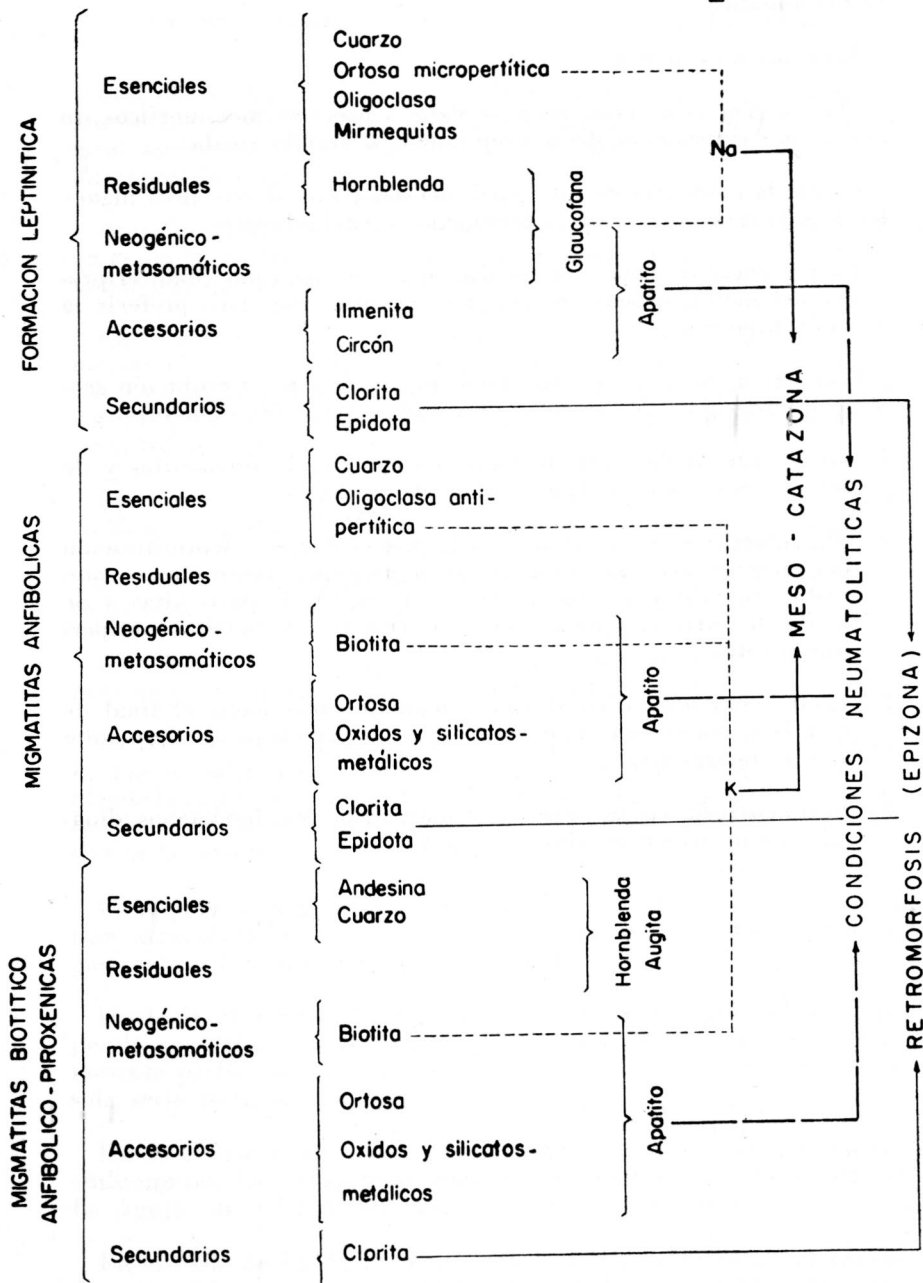 FORMACION LEPTINITICA
Esenciales
Cuarzo
Ortosa micropertítica
Oligoclasa
Mirmequitas
Residuales
Hornblenda
Neogénico-
metasomáticos
Glaucofana
Accesorios
Ilmenita
Circón
Apatito
Secundarios
Clorita
Epidota
Na
MIGMATITAS ANFIBOLICAS
Esenciales
Cuarzo
Oligoclasa anti-
pertítica
Residuales
Neogénico-
metasomáticos
Biotita
Accesorios
Ortosa
Oxidos y silicatos-
metálicos
Apatito
Secundarios
Clorita
Epidota
K
MIGMATITAS BIOTITICO
ANFIBOLICO-PIROXENICAS
Esenciales
Andesina
Cuarzo
Residuales
Hornblenda
Augita
Neogénico-
metasomáticos
Biotita
Accesorios
Ortosa
Oxidos y silicatos-
metálicos
Apatito
Secundarios
Clorita
MESO - CATAZONA
CONDICIONES NEUMATOLITICAS
RETROMORFOSIS (EPIZONA)